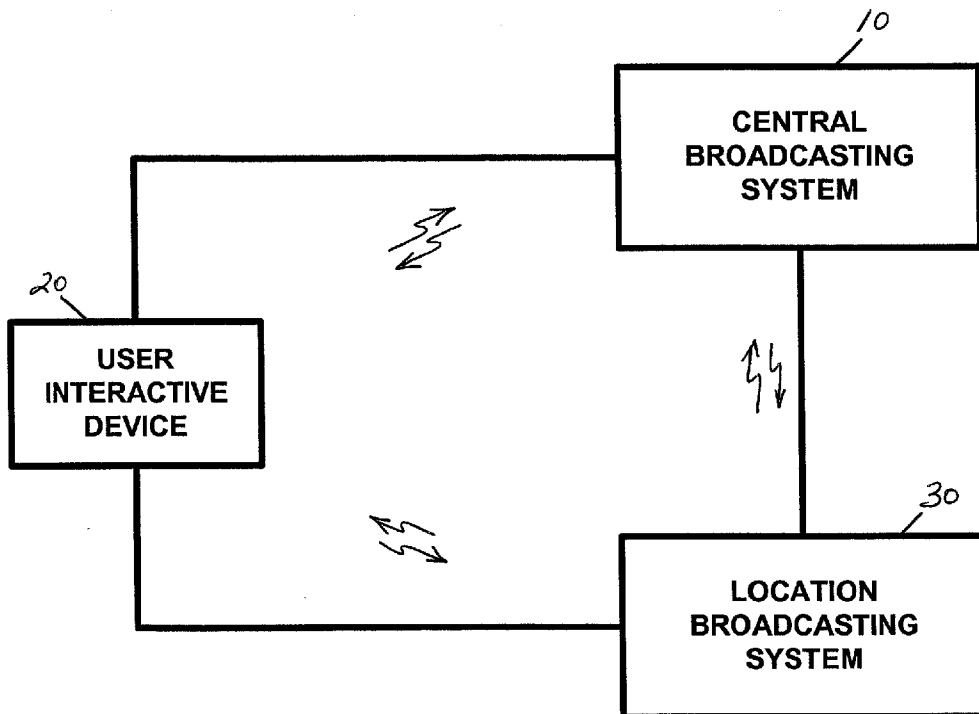 10
CENTRAL
BROADCASTING
SYSTEM
20
USER
INTERACTIVE
DEVICE
30
LOCATION
BROADCASTING
SYSTEM